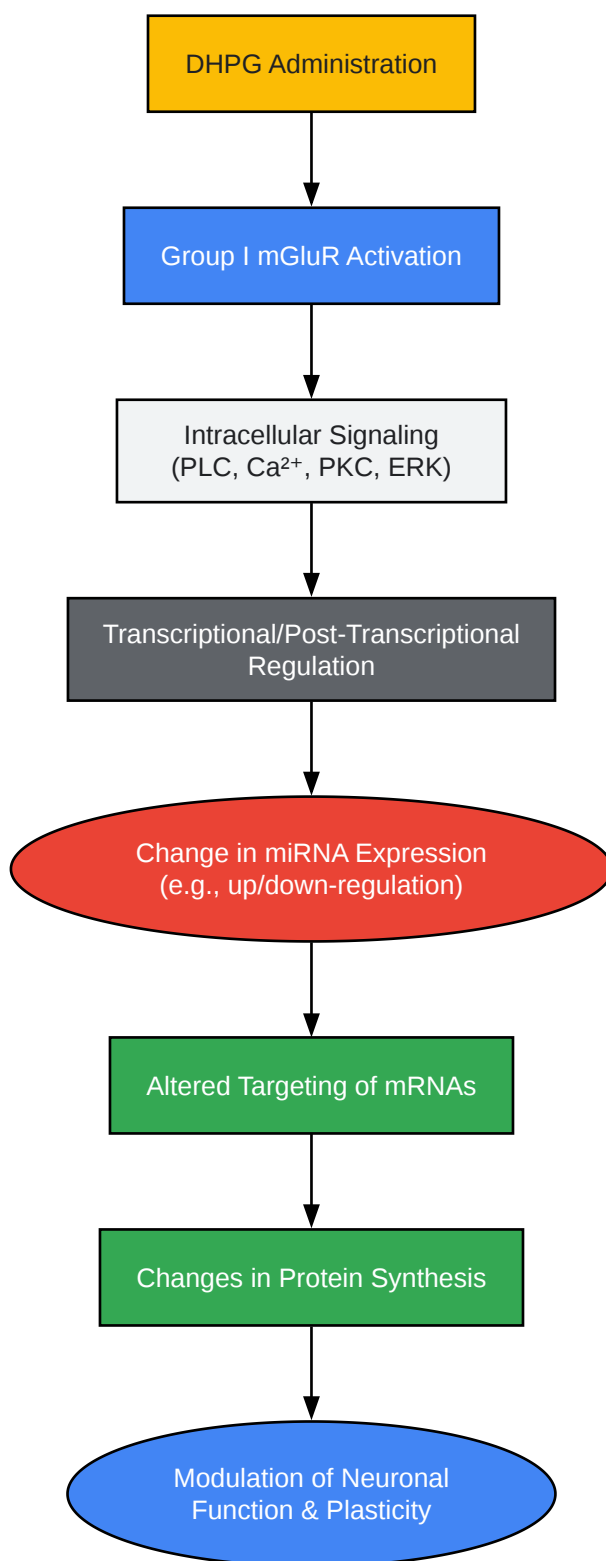 DHPG Administration
Group I mGluR Activation
Intracellular Signaling
(PLC, Ca²⁺, PKC, ERK)
Transcriptional/Post-Transcriptional
Regulation
Change in miRNA Expression
(e.g., up/down-regulation)
Altered Targeting of mRNAs
Changes in Protein Synthesis
Modulation of Neuronal
Function & Plasticity